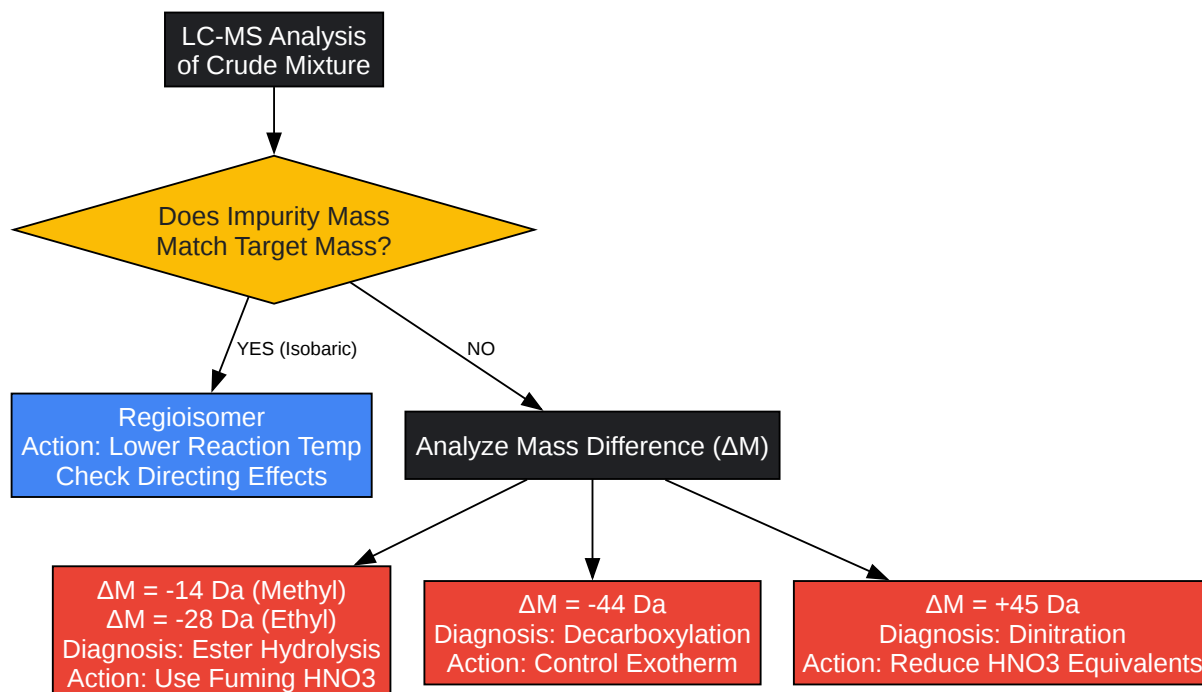 LC-MS Analysis
of Crude Mixture
Does Impurity Mass
Match Target Mass?
YES (Isobaric)
NO
Regioisomer
Action: Lower Reaction Temp
Check Directing Effects
Analyze Mass Difference (ΔM)
ΔM = -14 Da (Methyl)
ΔM = -28 Da (Ethyl)
Diagnosis: Ester Hydrolysis
Action: Use Fuming HNO3
ΔM = -44 Da
Diagnosis: Decarboxylation
Action: Control Exotherm
ΔM = +45 Da
Diagnosis: Dinitration
Action: Reduce HNO3 Equivalents